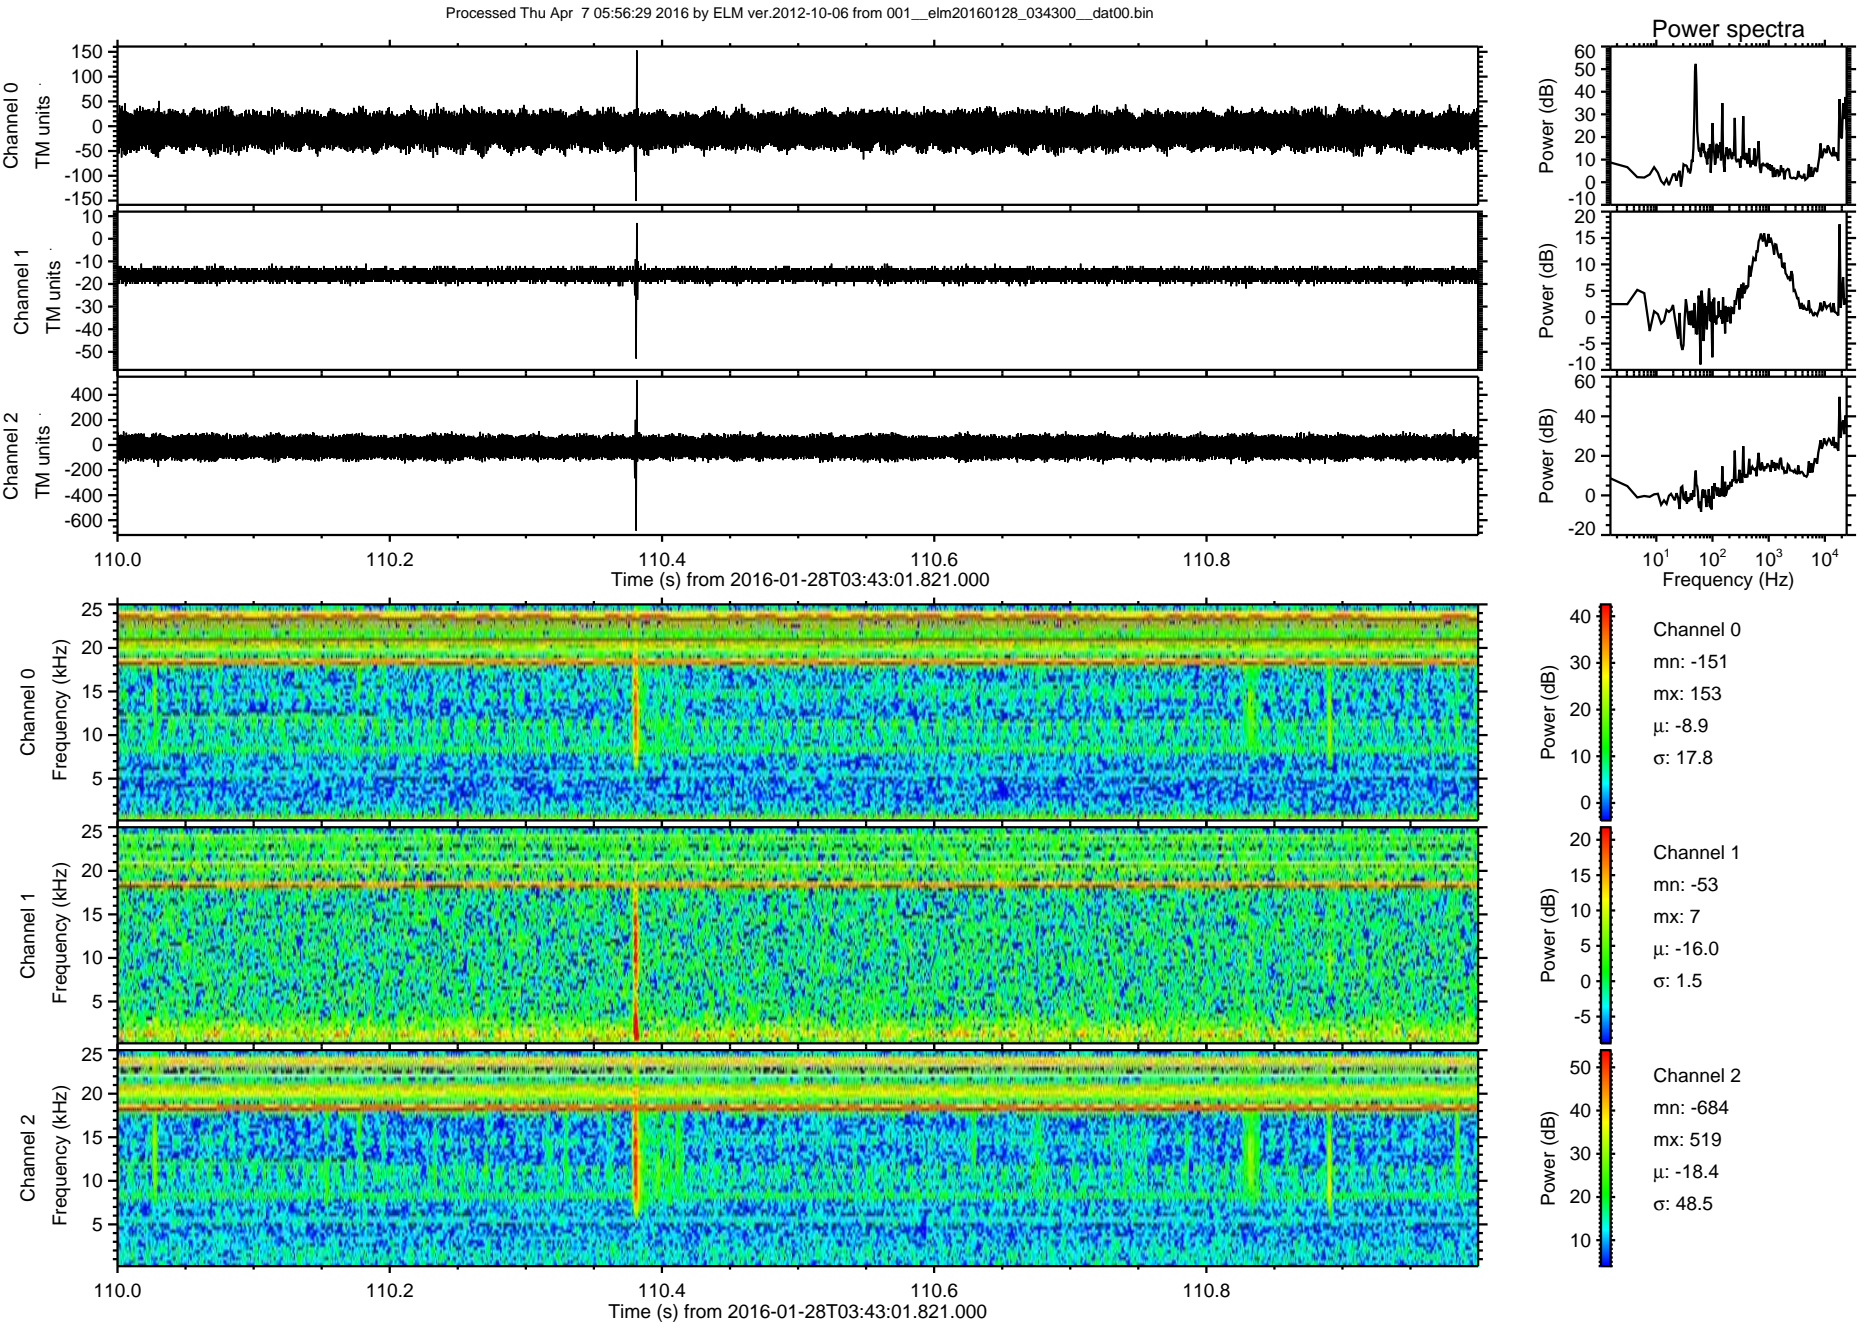 Processed Thu Apr  7 05:56:29 2016 by ELM ver.2012-10-06 from 001__elm20160128_034300__dat00.bin
Power spectra
Channel 0
TM units
150
100
50
0
-50
-100
-150
Power (dB)
60
50
40
30
20
10
0
-10
Channel 1
TM units
10
0
-10
-20
-30
-40
-50
Power (dB)
20
15
10
5
0
-5
-10
Channel 2
TM units
400
200
0
-200
-400
-600
Power (dB)
60
40
20
0
-20
110.0 110.2 110.4 110.6 110.8
Time (s) from 2016-01-28T03:43:01.821.000
10¹ 10² 10³ 10⁴
Frequency (Hz)
Channel 0
Frequency (kHz)
25
20
15
10
5
Power (dB)
40
30
20
10
0
Channel 0
mn: -151
mx: 153
μ: -8.9
σ: 17.8
Channel 1
Frequency (kHz)
25
20
15
10
5
Power (dB)
20
15
10
5
0
-5
Channel 1
mn: -53
mx: 7
μ: -16.0
σ: 1.5
Channel 2
Frequency (kHz)
25
20
15
10
5
Power (dB)
50
40
30
20
10
Channel 2
mn: -684
mx: 519
μ: -18.4
σ: 48.5
110.0 110.2 110.4 110.6 110.8
Time (s) from 2016-01-28T03:43:01.821.000